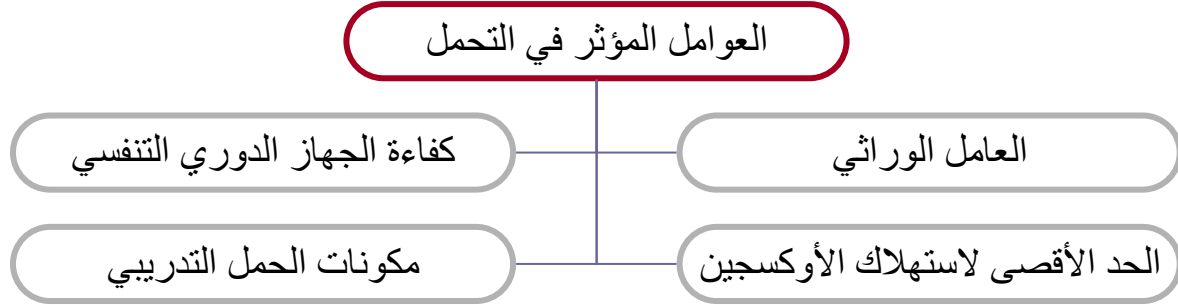 العوامل المؤثر في التحمل
العامل الوراثي
كفاءة الجهاز الدوري التنفسي
الحد الأقصى لاستهلاك الأوكسجين
مكونات الحمل التدريبي